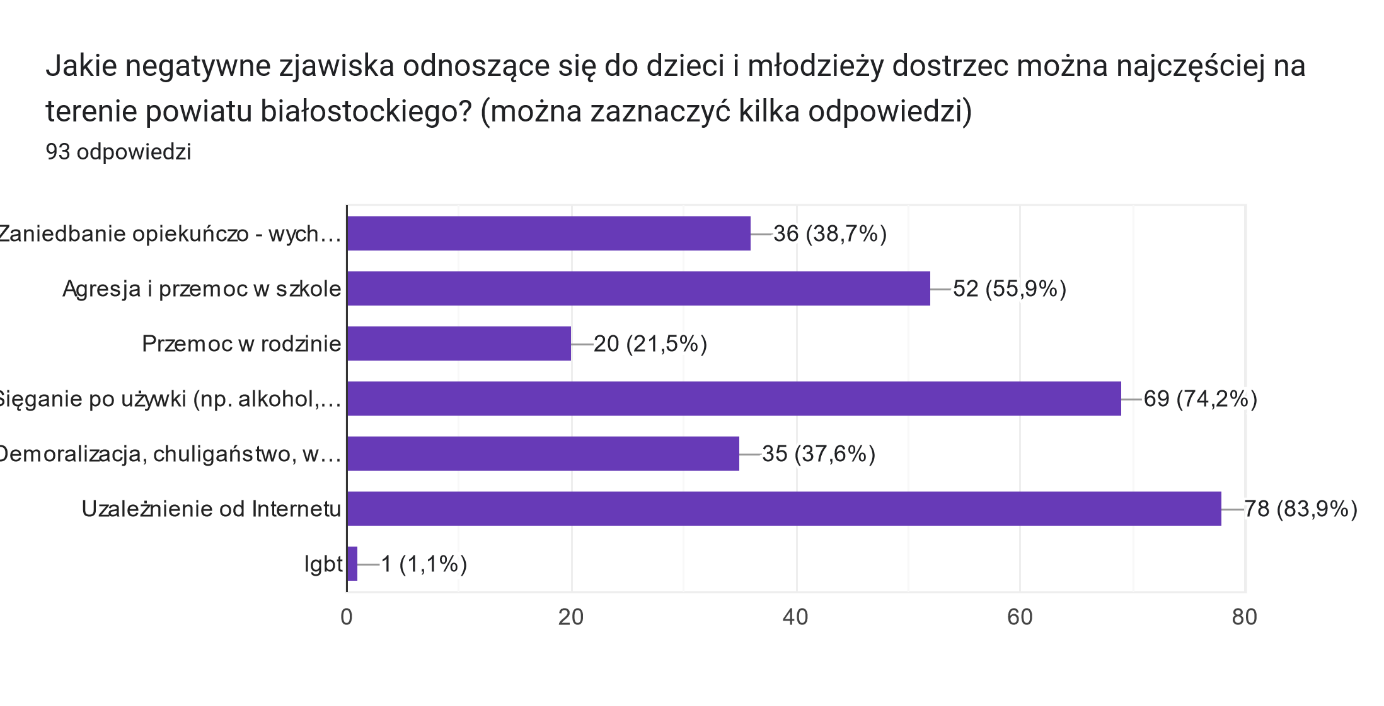 Jakie negatywne zjawiska odnoszące się do dzieci i młodzieży dostrzec można najczęściej na
terenie powiatu białostockiego? (można zaznaczyć kilka odpowiedzi)
93 odpowiedzi
Zaniedbanie opiekuńczo - wych… 36 (38,7%)
Agresja i przemoc w szkole 52 (55,9%)
Przemoc w rodzinie 20 (21,5%)
Sięganie po używki (np. alkohol,… 69 (74,2%)
Demoralizacja, chuligaństwo, w… 35 (37,6%)
Uzależnienie od Internetu 78 (83,9%)
lgbt 1 (1,1%)
0 20 40 60 80